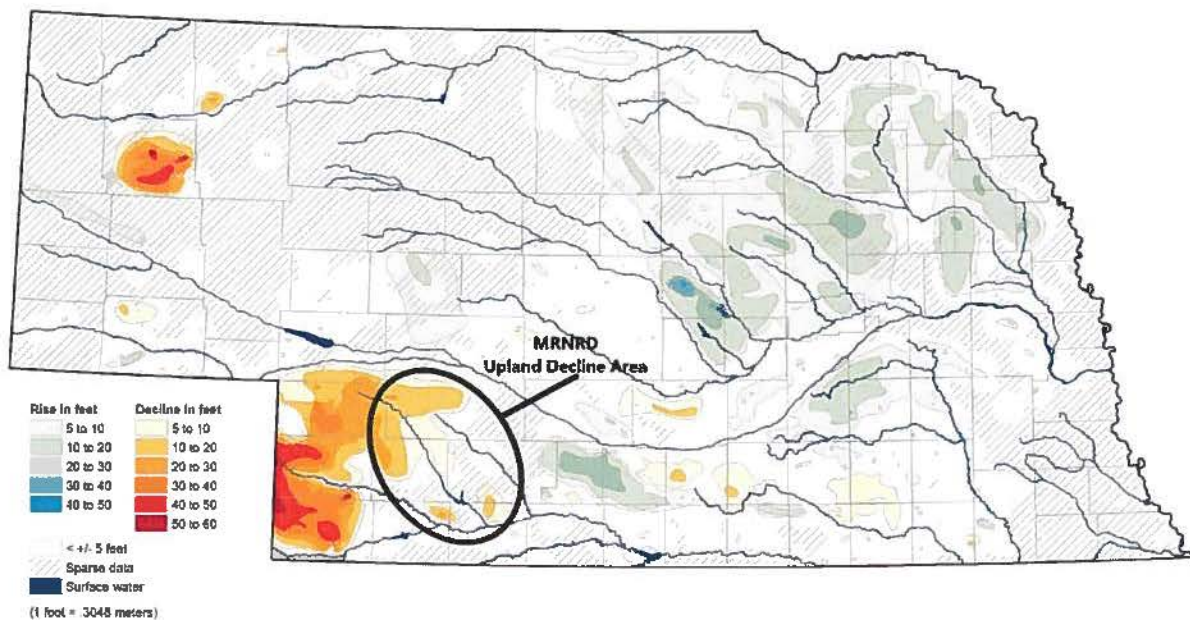 MRNRD
Upland Decline Area
Rise in feet
5 to 10
10 to 20
20 to 30
30 to 40
40 to 50
Decline in feet
5 to 10
10 to 20
20 to 30
30 to 40
40 to 50
50 to 60
< +/- 5 feet
Sparse data
Surface water
(1 foot = .3048 meters)